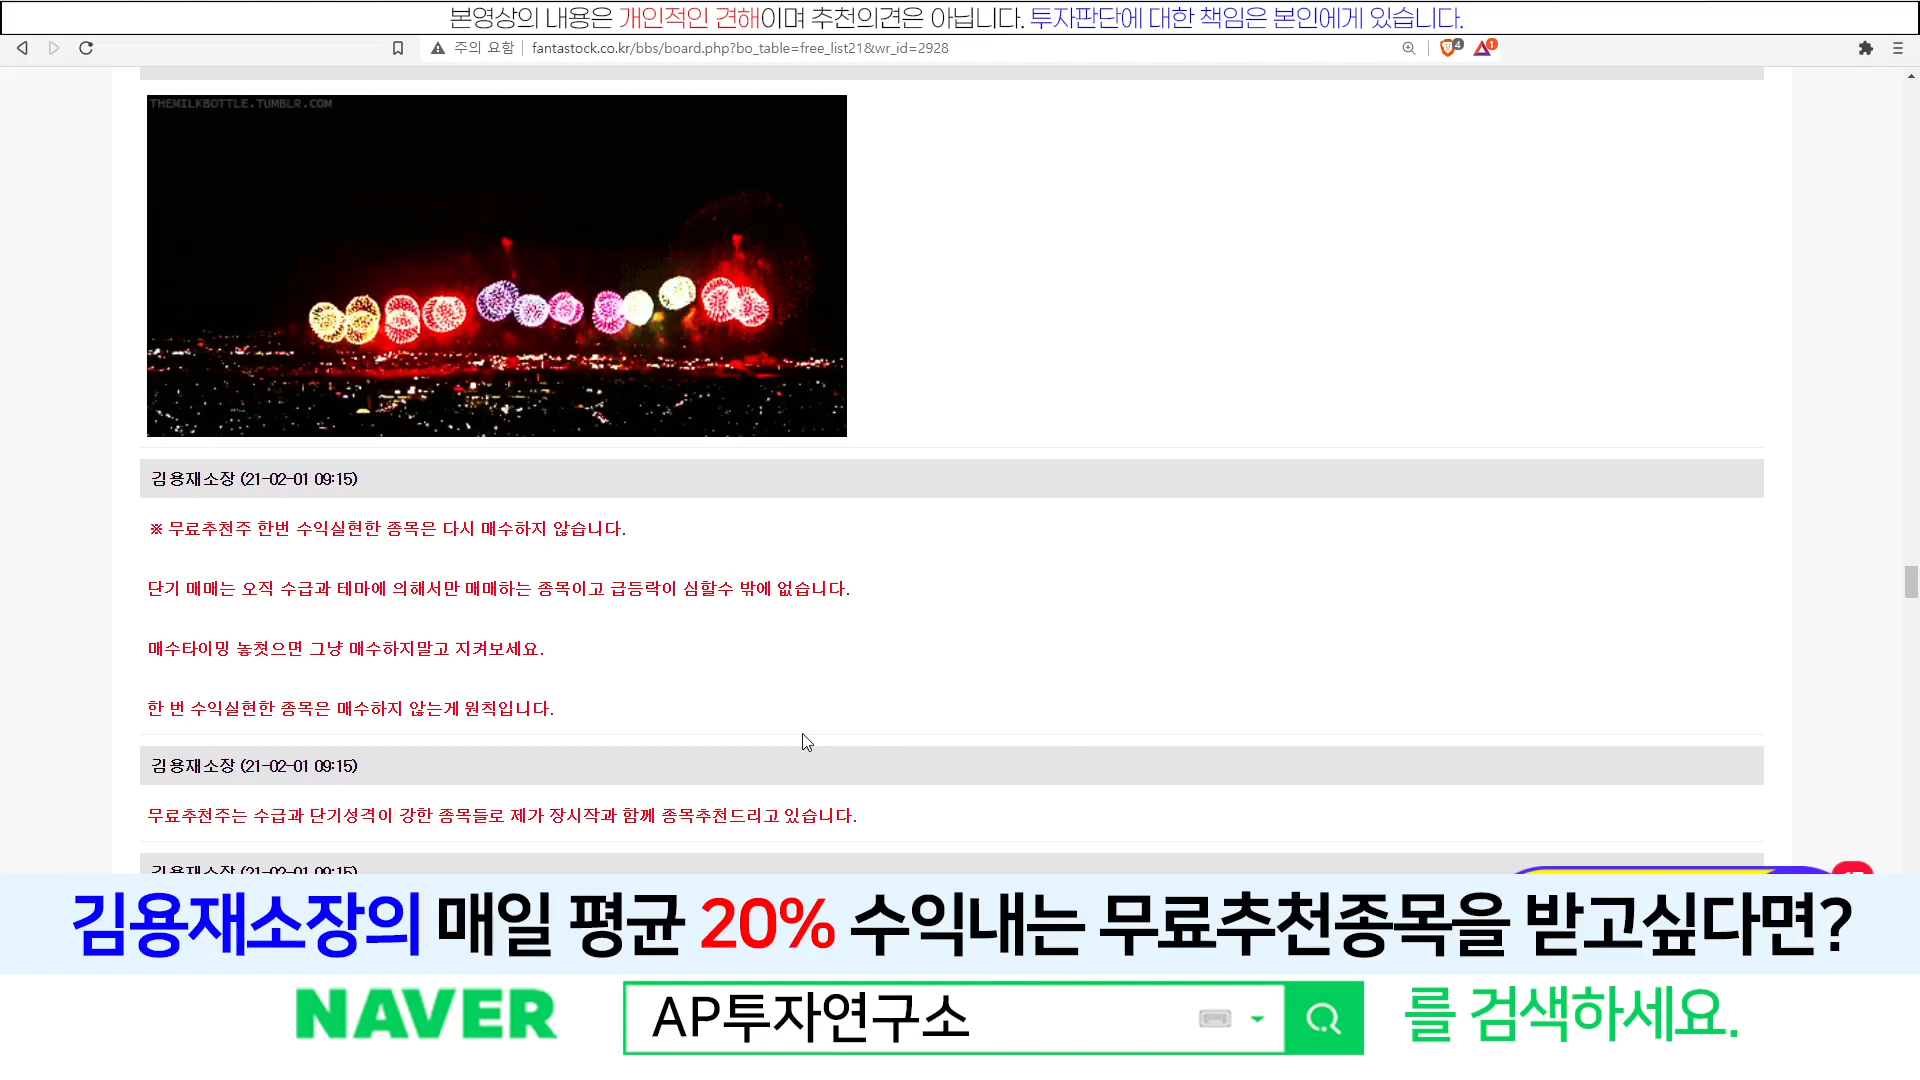 본영상의 내용은 개인적인 견해이며 추천의견은 아닙니다. 투자판단에 대한 책임은 본인에게 있습니다.
주의 요함 fantastock.co.kr/bbs/board.php?bo_table=free_list21&wr_id=2928
4
1
THEMILKBOTTLE.TUMBLR.COM
김용재소장 (21-02-01 09:15)
※ 무료추천주 한번 수익실현한 종목은 다시 매수하지 않습니다.
단기 매매는 오직 수급과 테마에 의해서만 매매하는 종목이고 급등락이 심할수 밖에 없습니다.
매수타이밍 놓쳣으면 그냥 매수하지말고 지켜보세요.
한 번 수익실현한 종목은 매수하지 않는게 원칙입니다.
김용재소장 (21-02-01 09:15)
무료추천주는 수급과 단기성격이 강한 종목들로 제가 장시작과 함께 종목추천드리고 있습니다.
김용재소장 (21-02-01 09:15)
김용재소장의 매일 평균 20% 수익내는 무료추천종목을 받고싶다면?
NAVER AP투자연구소 를 검색하세요.